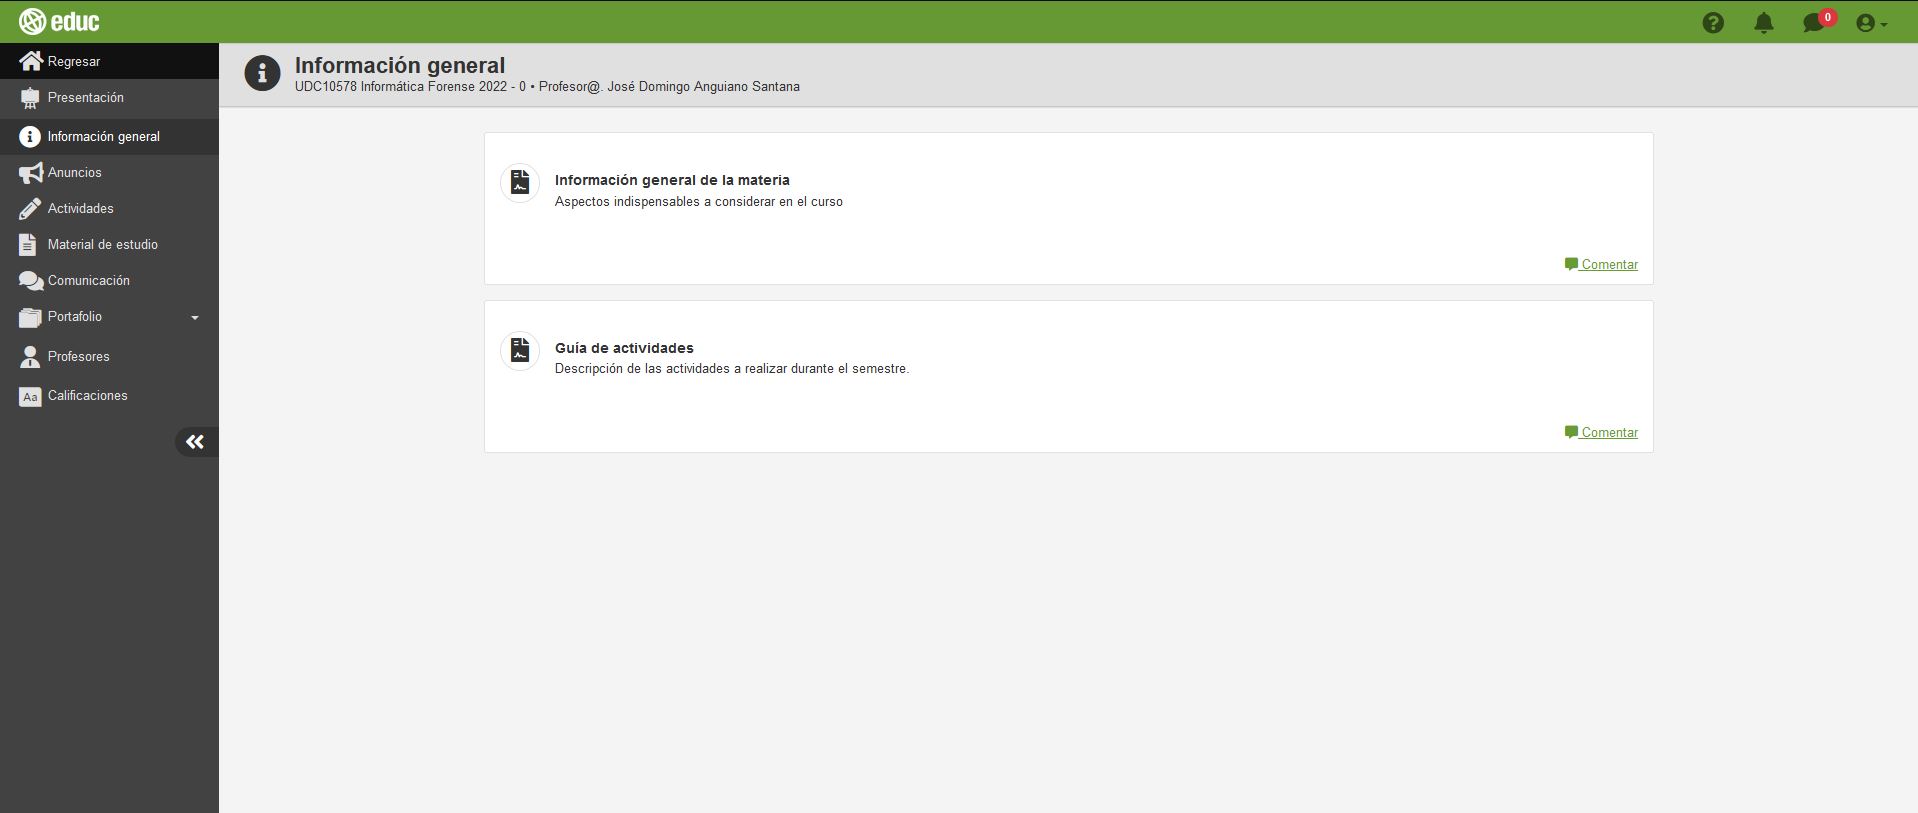 educ
0
Regresar
Presentación
Información general
Anuncios
Actividades
Material de estudio
Comunicación
Portafolio
Profesores
Aa Calificaciones
Información general
UDC10578 Informática Forense 2022 - 0 • Profesor@. José Domingo Anguiano Santana
Información general de la materia
Aspectos indispensables a considerar en el curso
Comentar
Guía de actividades
Descripción de las actividades a realizar durante el semestre.
Comentar